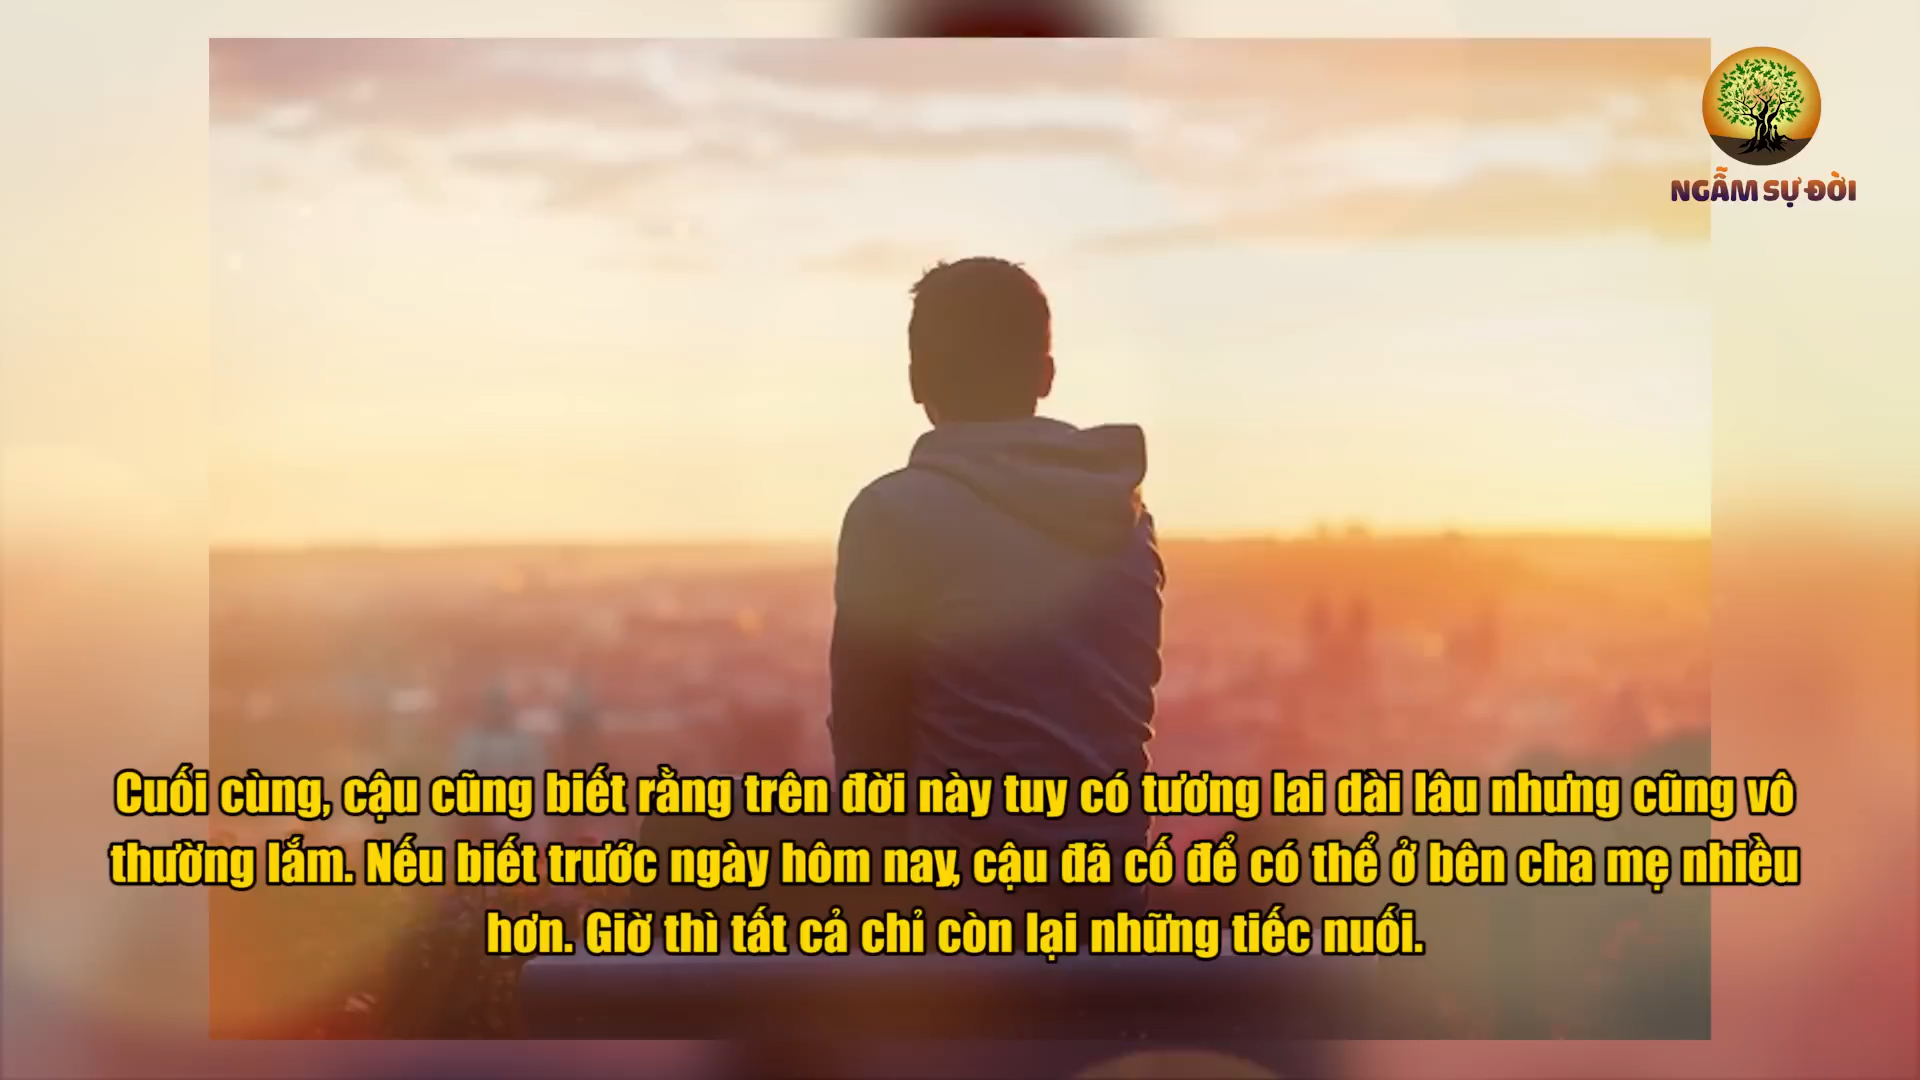 NGẪM SỰ ĐỜI
Cuối cùng, cậu cũng biết rằng trên đời này tuy có tương lai dài lâu nhưng cũng vô
thường lắm. Nếu biết trước ngày hôm nay, cậu đã cố để có thể ở bên cha mẹ nhiều
hơn. Giờ thì tất cả chỉ còn lại những tiếc nuối.